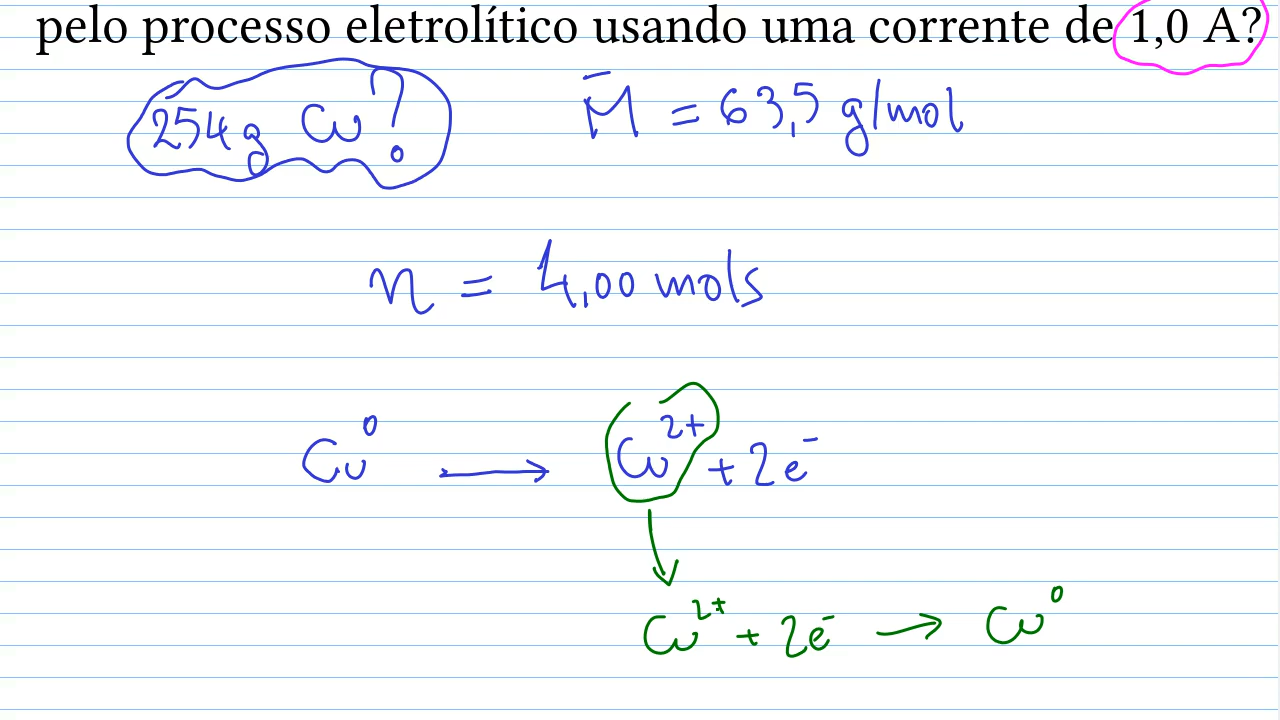 pelo processo eletrolítico usando uma corrente de 1,0 A?
254g Cu? M̄ = 63,5 g/mol
n = 4,00 mols
Cu⁰ → Cu²⁺ + 2e⁻
Cu²⁺ + 2e⁻ → Cu⁰